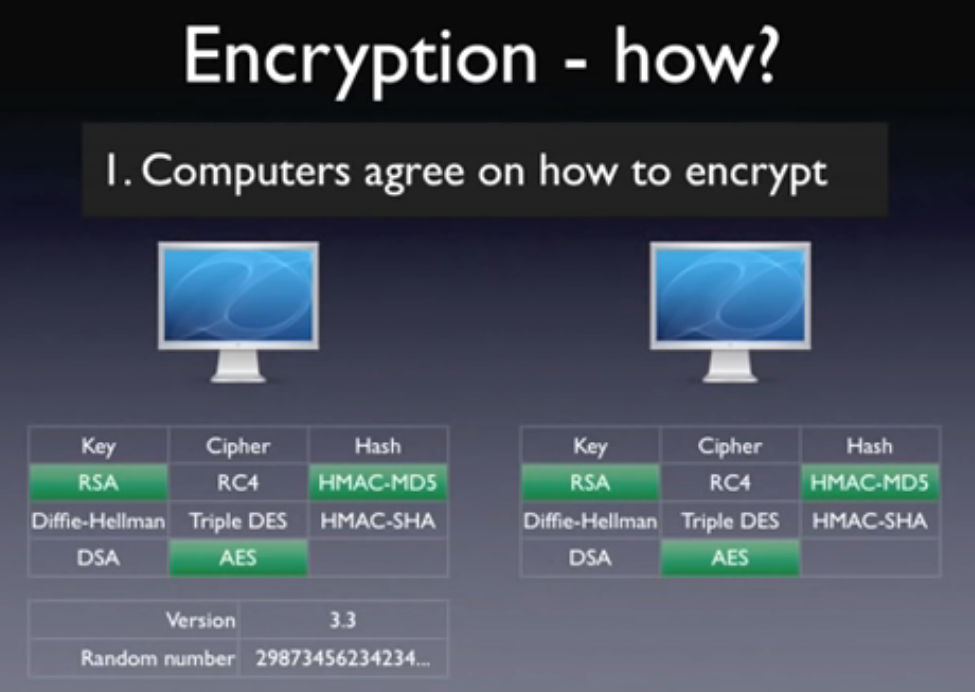 Encryption - how?
1. Computers agree on how to encrypt
Key Cipher Hash
RSA RC4 HMAC-MD5
Diffie-Hellman Triple DES HMAC-SHA
DSA AES
Version 3.3
Random number 29873456234234...
Key Cipher Hash
RSA RC4 HMAC-MD5
Diffie-Hellman Triple DES HMAC-SHA
DSA AES